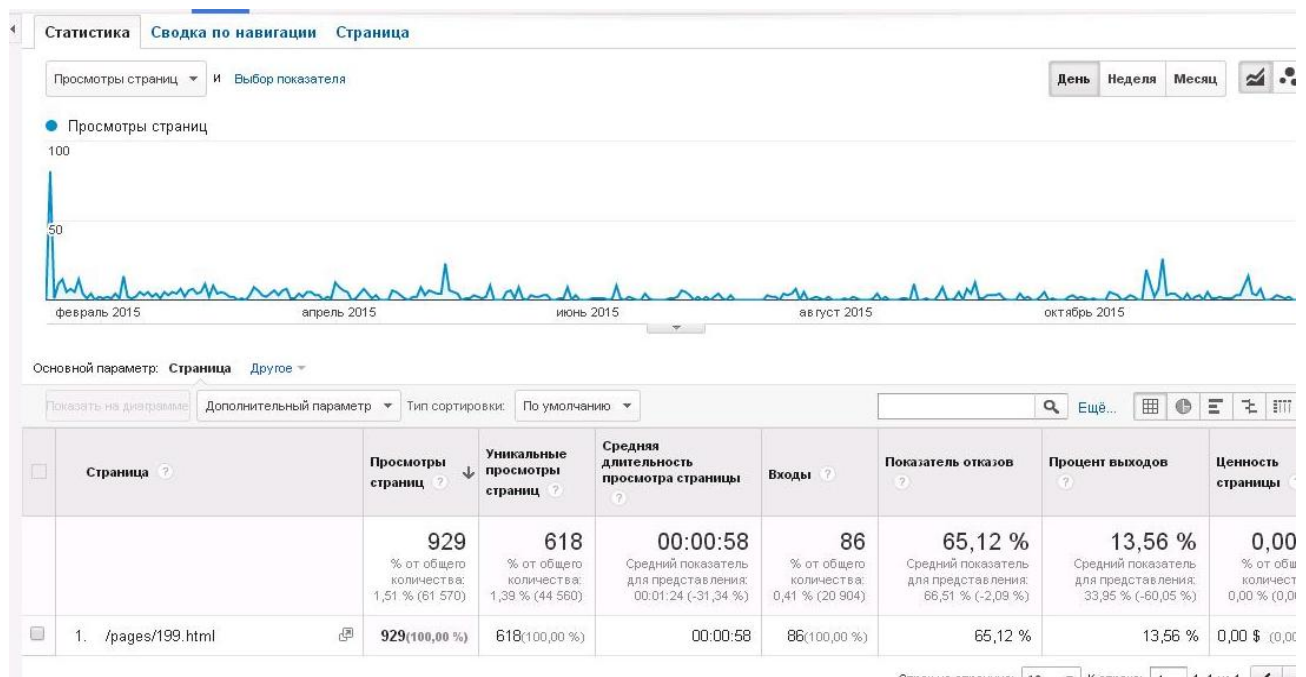 Статистика Сводка по навигации Страница
Просмотры страниц и Выбор показателя День Неделя Месяц
Просмотры страниц
100
50
февраль 2015 апрель 2015 июнь 2015 август 2015 октябрь 2015
Основной параметр: Страница Другое
Показать на диаграмме Дополнительный параметр Тип сортировки: По умолчанию Ещё...
Страница ?
Просмотры страниц ?
Уникальные просмотры страниц ?
Средняя длительность просмотра страницы ?
Входы ?
Показатель отказов ?
Процент выходов ?
Ценность страницы ?
929
% от общего количества:
1,51 % (61 570)
618
% от общего количества:
1,39 % (44 560)
00:00:58
Средний показатель для представления:
00:01:24 (-31,34 %)
86
% от общего количества:
0,41 % (20 904)
65,12 %
Средний показатель для представления:
66,51 % (-2,09 %)
13,56 %
Средний показатель для представления:
33,95 % (-60,05 %)
0,00
% от
0,00 %
1. /pages/199.html 929(100,00 %) 618(100,00 %) 00:00:58 86(100,00 %) 65,12 % 13,56 % 0,00 $